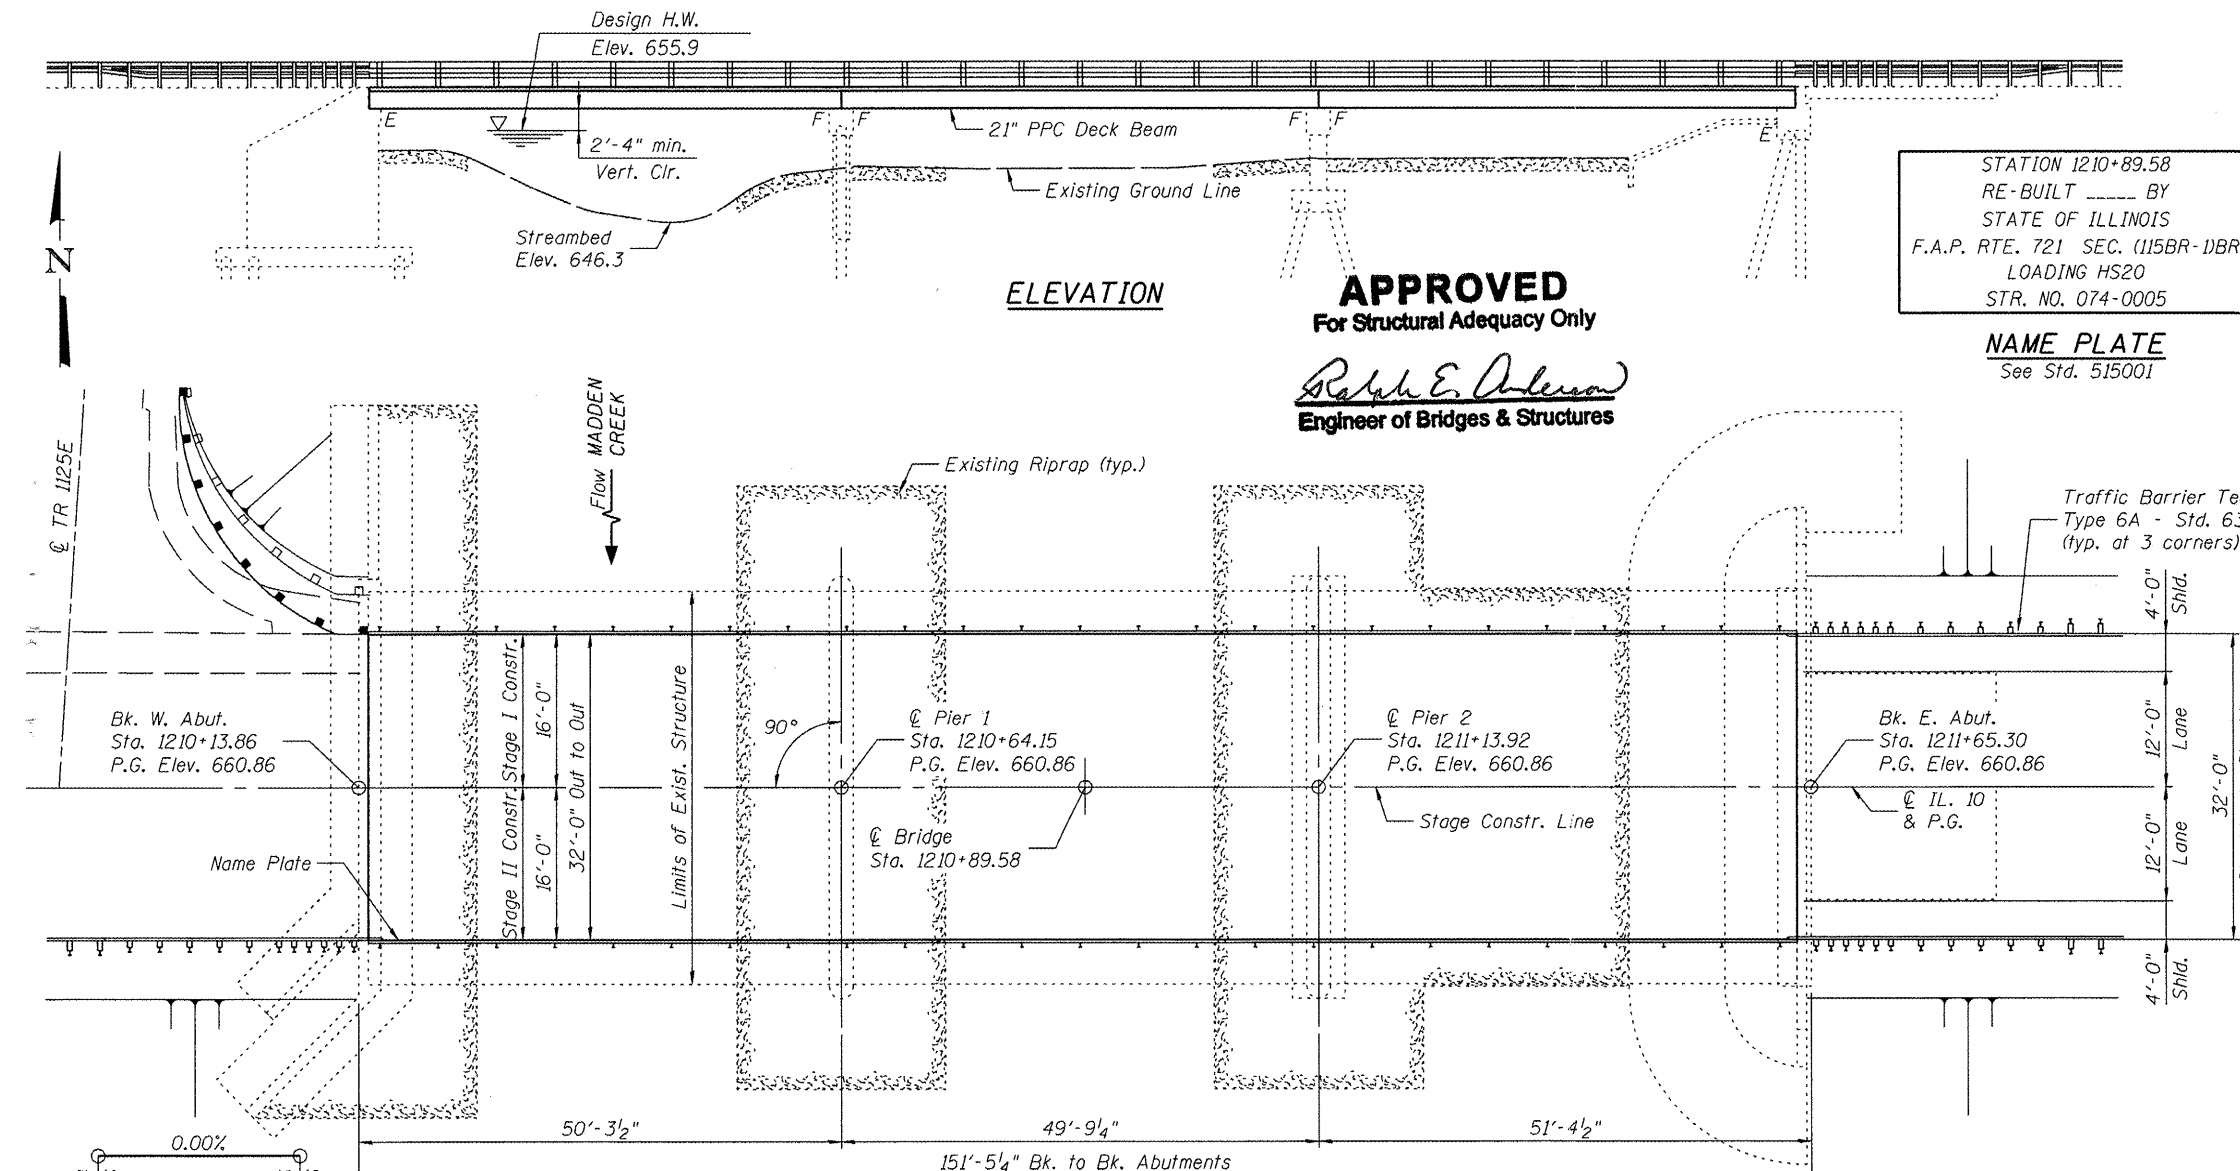 Design H.W.
Elev. 655.9
E
F F
F F
E
21" PPC Deck Beam
2'-4" min.
Vert. Clr.
Existing Ground Line
Streambed
Elev. 646.3
N
ELEVATION
APPROVED
For Structural Adequacy Only
Ralph E. Anderson
Engineer of Bridges & Structures
STATION 1210+89.58
RE-BUILT _____ BY
STATE OF ILLINOIS
F.A.P. RTE. 721 SEC. (115BR-1)BR
LOADING HS20
STR. NO. 074-0005
NAME PLATE
See Std. 515001
℄ TR 1125E
Flow MADDEN
CREEK
Existing Riprap (typ.)
Traffic Barrier
Type 6A - Std.
(typ. at 3 corners)
4'-0"
Shld.
Stage I Constr.
16'-0"
Stage II Constr.
16'-0"
32'-0" Out to Out
Limits of Exist. Structure
90°
Bk. W. Abut.
Sta. 1210+13.86
P.G. Elev. 660.86
℄ Pier 1
Sta. 1210+64.15
P.G. Elev. 660.86
℄ Pier 2
Sta. 1211+13.92
P.G. Elev. 660.86
Bk. E. Abut.
Sta. 1211+65.30
P.G. Elev. 660.86
12'-0"
Lane
℄ IL. 10
& P.G.
32'-0"
℄ Bridge
Sta. 1210+89.58
Stage Constr. Line
Name Plate
12'-0"
Lane
4'-0"
Shld.
0.00%
50'-3½"
49'-9¼"
51'-4½"
151'-5¼" Bk. to Bk. Abutments